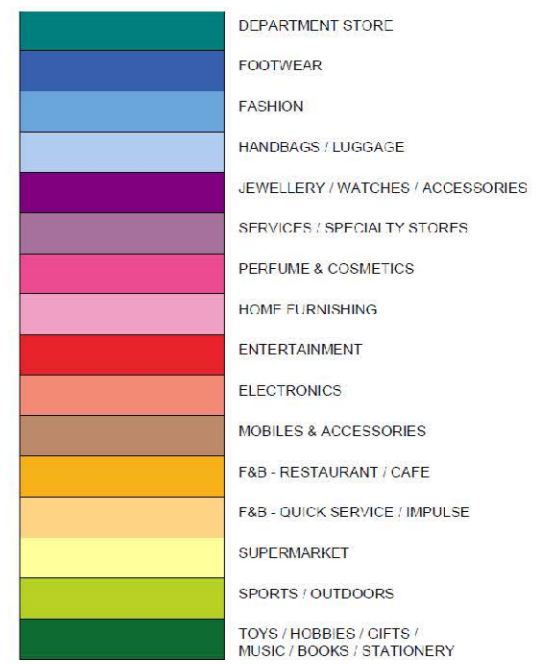 DEPARTMENT STORE
FOOTWEAR
FASHION
HANDBAGS / LUGGAGE
JEWELLERY / WATCHES / ACCESSORIES
SERVICES / SPECIALTY STORES
PERFUME & COSMETICS
HOME FURNISHING
ENTERTAINMENT
ELECTRONICS
MOBILES & ACCESSORIES
F&B - RESTAURANT / CAFE
F&B - QUICK SERVICE / IMPULSE
SUPERMARKET
SPORTS / OUTDOORS
TOYS / HOBBIES / GIFTS /
MUSIC / BOOKS / STATIONERY